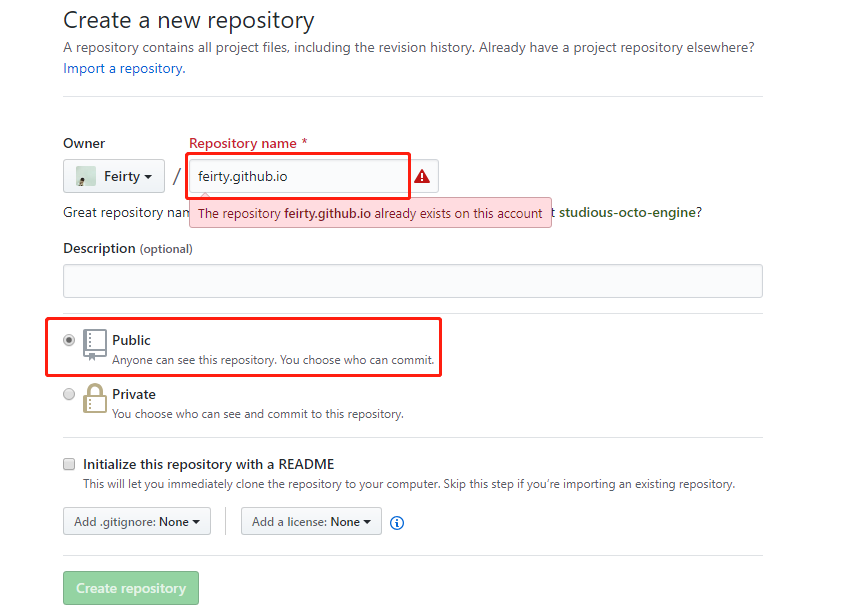 Create a new repository
A repository contains all project files, including the revision history. Already have a project repository elsewhere?
Import a repository.
Owner
Repository name *
Feirty / feirty.github.io
Great repository
The repository feirty.github.io already exists on this account
studious-octo-engine?
Description (optional)
Public
Anyone can see this repository. You choose who can commit.
Private
You choose who can see and commit to this repository.
Initialize this repository with a README
This will let you immediately clone the repository to your computer. Skip this step if you're importing an existing repository.
Add .gitignore: None
Add a license: None
Create repository